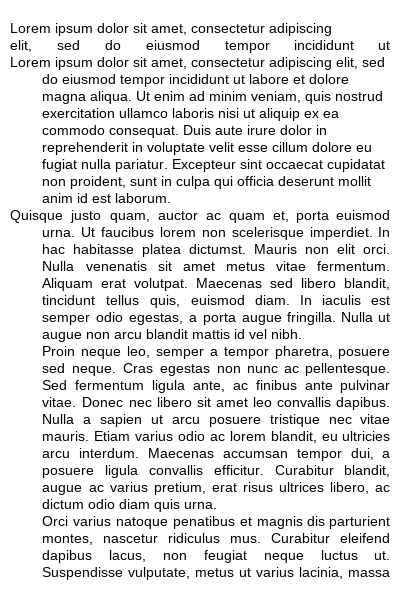 Lorem ipsum dolor sit amet, consectetur adipiscing
elit, sed do eiusmod tempor incididunt ut
Lorem ipsum dolor sit amet, consectetur adipiscing elit, sed
do eiusmod tempor incididunt ut labore et dolore
magna aliqua. Ut enim ad minim veniam, quis nostrud
exercitation ullamco laboris nisi ut aliquip ex ea
commodo consequat. Duis aute irure dolor in
reprehenderit in voluptate velit esse cillum dolore eu
fugiat nulla pariatur. Excepteur sint occaecat cupidatat
non proident, sunt in culpa qui officia deserunt mollit
anim id est laborum.
Quisque justo quam, auctor ac quam et, porta euismod
urna. Ut faucibus lorem non scelerisque imperdiet. In
hac habitasse platea dictumst. Mauris non elit orci.
Nulla venenatis sit amet metus vitae fermentum.
Aliquam erat volutpat. Maecenas sed libero blandit,
tincidunt tellus quis, euismod diam. In iaculis est
semper odio egestas, a porta augue fringilla. Nulla ut
augue non arcu blandit mattis id vel nibh.
Proin neque leo, semper a tempor pharetra, posuere
sed neque. Cras egestas non nunc ac pellentesque.
Sed fermentum ligula ante, ac finibus ante pulvinar
vitae. Donec nec libero sit amet leo convallis dapibus.
Nulla a sapien ut arcu posuere tristique nec vitae
mauris. Etiam varius odio ac lorem blandit, eu ultricies
arcu interdum. Maecenas accumsan tempor dui, a
posuere ligula convallis efficitur. Curabitur blandit,
augue ac varius pretium, erat risus ultrices libero, ac
dictum odio diam quis urna.
Orci varius natoque penatibus et magnis dis parturient
montes, nascetur ridiculus mus. Curabitur eleifend
dapibus lacus, non feugiat neque luctus ut.
Suspendisse vulputate, metus ut varius lacinia, massa